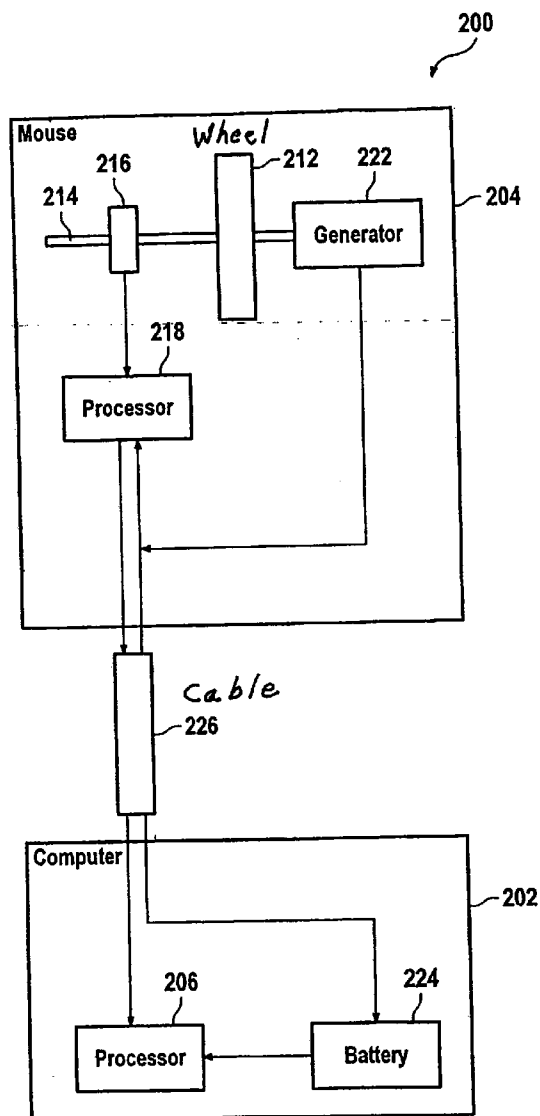 200
Mouse
Wheel
216
212
222
214
204
Generator
218
Processor
Cable
226
Computer
202
206
224
Processor
Battery